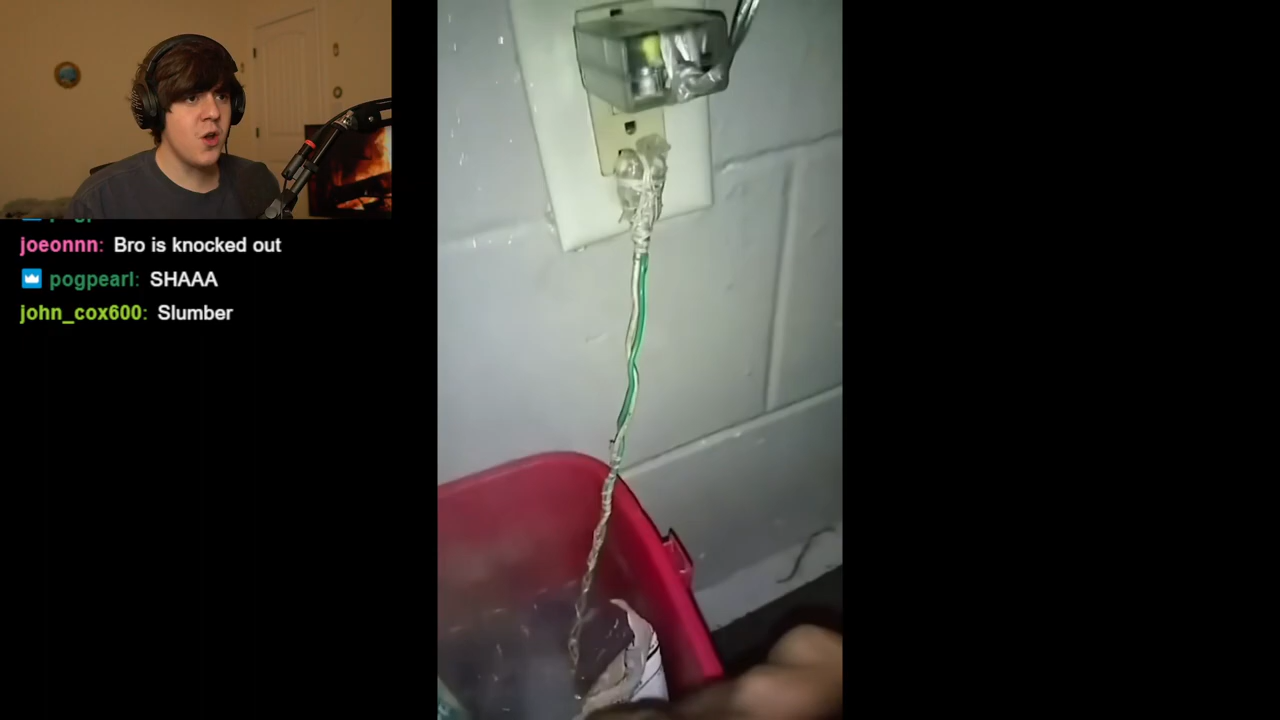 joeonnn: Bro is knocked out
pogpearl: SHAAA
john_cox600: Slumber